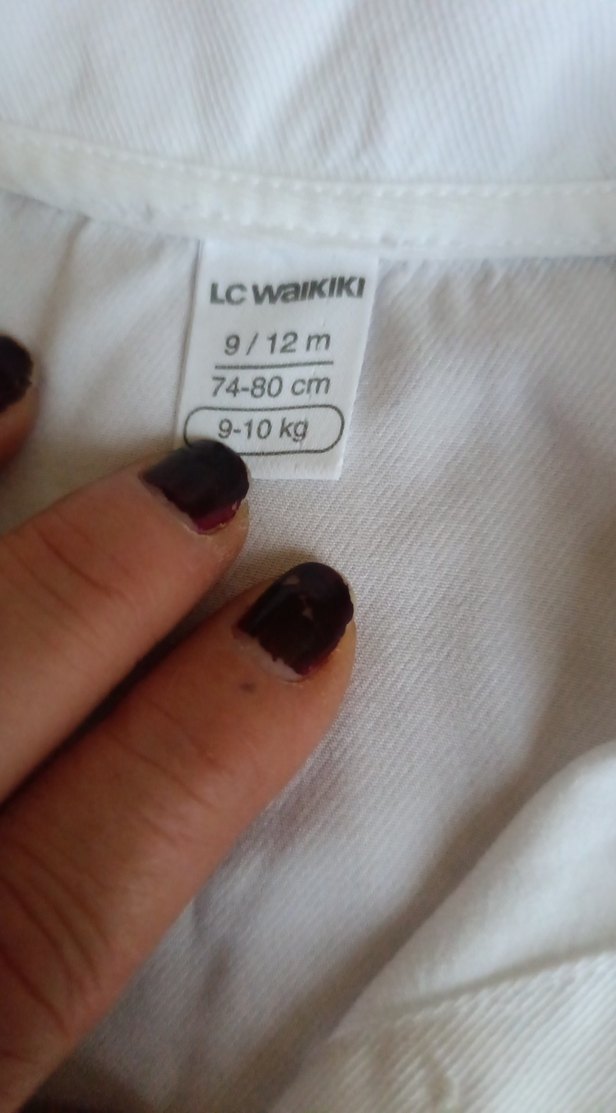 LC WAIKIKI
9 / 12 m
74-80 cm
9-10 kg